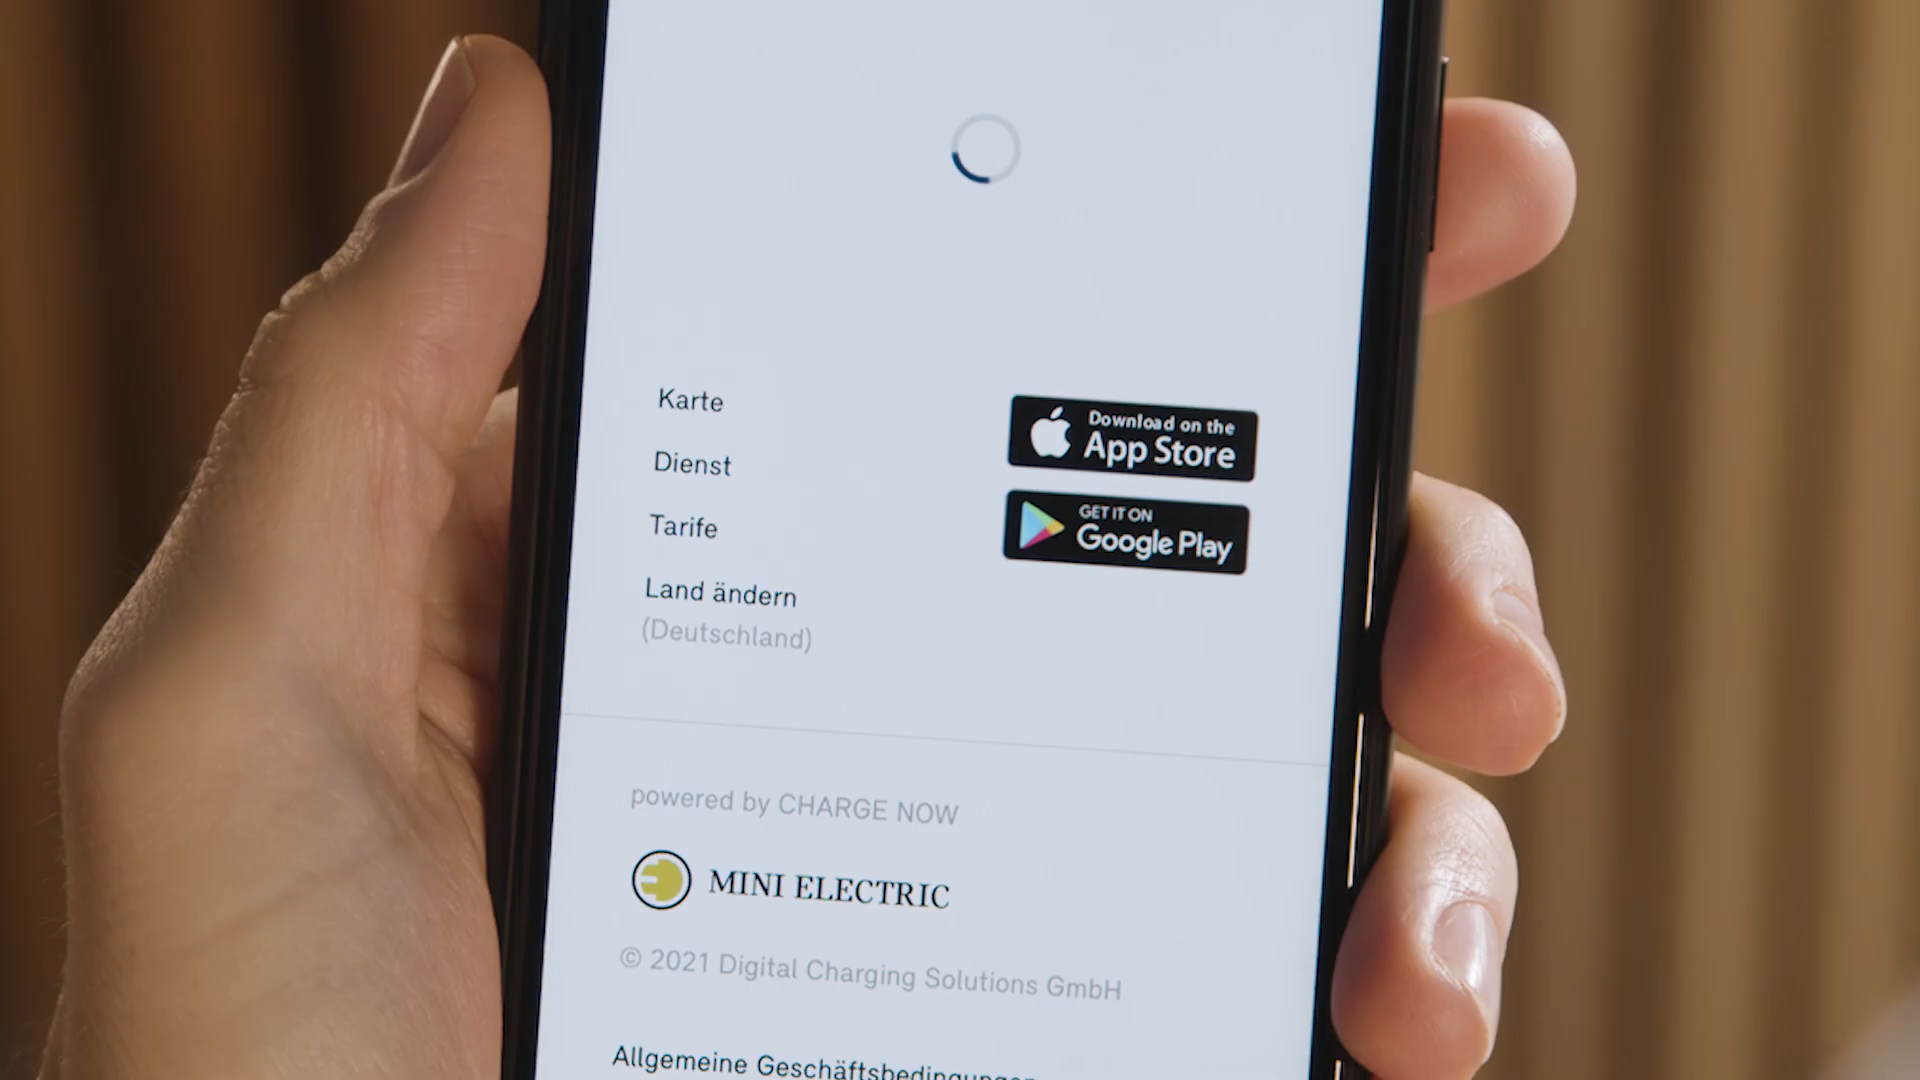 Karte
Dienst
Tarife
Land ändern
(Deutschland)
Download on the
App Store
GET IT ON
Google Play
powered by CHARGE NOW
MINI ELECTRIC
© 2021 Digital Charging Solutions GmbH
Allgemeine Geschäftsbedingungen